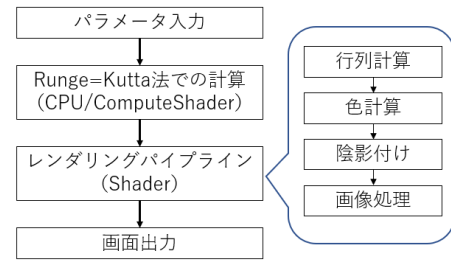 パラメータ入力
Runge=Kutta法での計算
(CPU/ComputeShader)
レンダリングパイプライン
(Shader)
画面出力
行列計算
色計算
陰影付け
画像処理